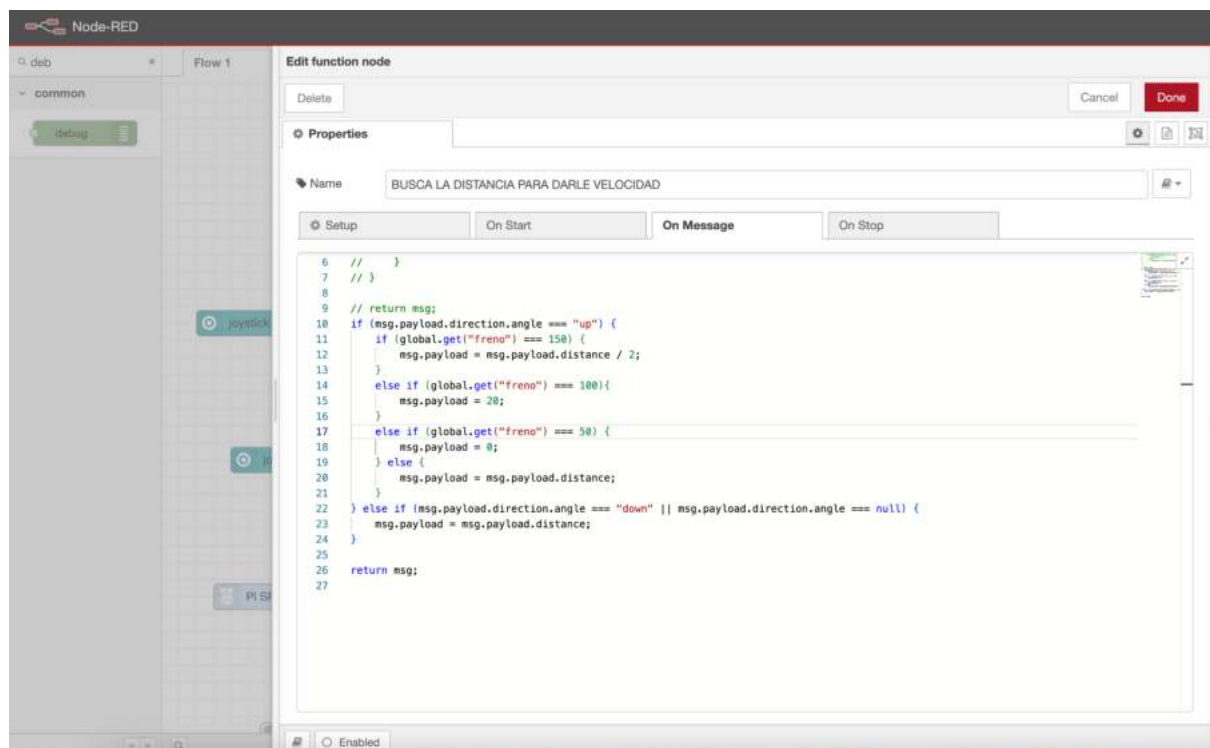 Node-RED
deb
Flow 1
Edit function node
common
Delete
Cancel
Done
debug
Properties
Name
BUSCA LA DISTANCIA PARA DARLE VELOCIDAD
Setup
On Start
On Message
On Stop
6 //     }
7 // }
8
9 // return msg;
10 if (msg.payload.direction.angle === "up") {
11     if (global.get("freno") === 150) {
12         msg.payload = msg.payload.distance / 2;
13     }
14     else if (global.get("freno") === 100){
15         msg.payload = 20;
16     }
17     else if (global.get("freno") === 50) {
18         msg.payload = 0;
19     } else {
20         msg.payload = msg.payload.distance;
21     }
22 } else if (msg.payload.direction.angle === "down" || msg.payload.direction.angle === null) {
23     msg.payload = msg.payload.distance;
24 }
25
26 return msg;
27
joystick
jo
PI SP
Enabled